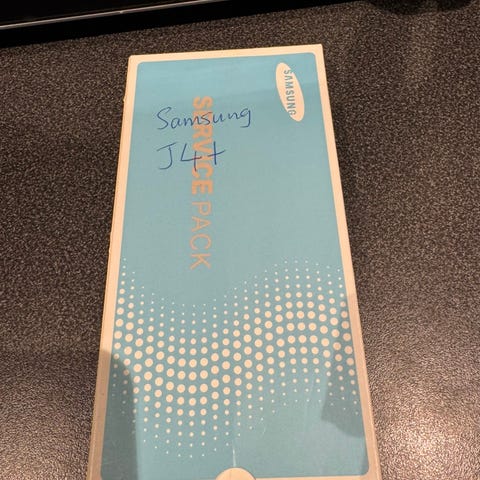 SAMSUNG
Samsung
J4+
SERVICE PACK